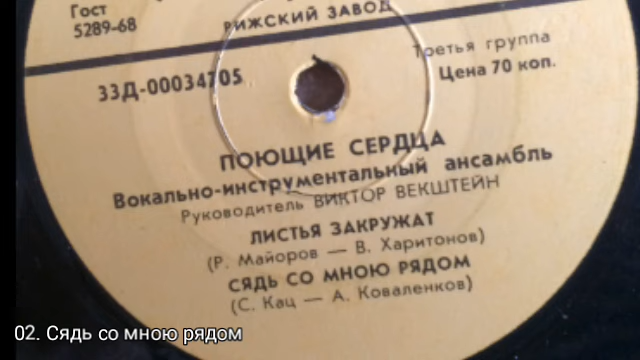 Гост
5289-68
РИЖСКИЙ ЗАВОД
Третья группа
Цена 70 коп.
33Д-00034705
ПОЮЩИЕ СЕРДЦА
Вокально-инструментальный ансамбль
Руководитель ВИКТОР ВЕКШТЕЙН
ЛИСТЬЯ ЗАКРУЖАТ
(Р. Майоров — В. Харитонов)
СЯДЬ СО МНОЮ РЯДОМ
(С. Кац — А. Коваленков)
02. Сядь со мною рядом